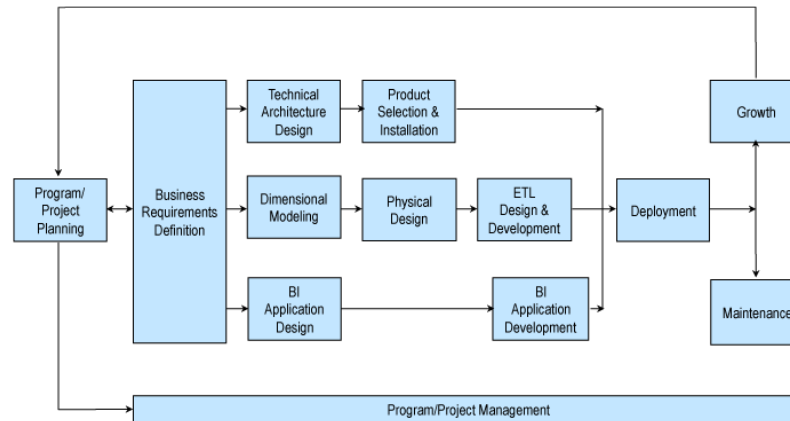 Technical
Architecture
Design
Product
Selection &
Installation
Growth
Program/
Project
Planning
Business
Requirements
Definition
Dimensional
Modeling
Physical
Design
ETL
Design &
Development
Deployment
BI
Application
Design
BI
Application
Development
Maintenance
Program/Project Management